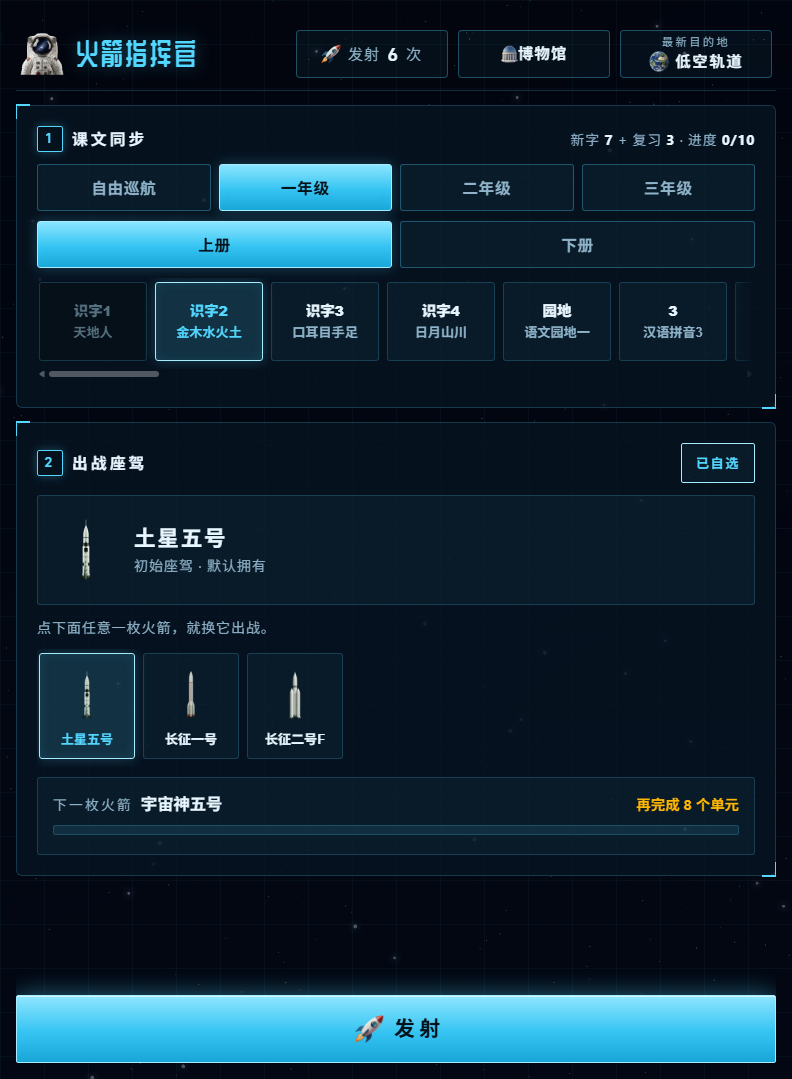 火箭指挥官
发射 6 次
博物馆
最新目的地
低空轨道
1 课文同步
新字 7 + 复习 3 · 进度 0/10
自由巡航
一年级
二年级
三年级
上册
下册
识字1
天地人
识字2
金木水火土
识字3
口耳目手足
识字4
日月山川
园地
语文园地一
3
汉语拼音3
2 出战座驾
已自选
土星五号
初始座驾 · 默认拥有
点下面任意一枚火箭，就换它出战。
土星五号
长征一号
长征二号F
下一枚火箭 宇宙神五号
再完成 8 个单元
发射